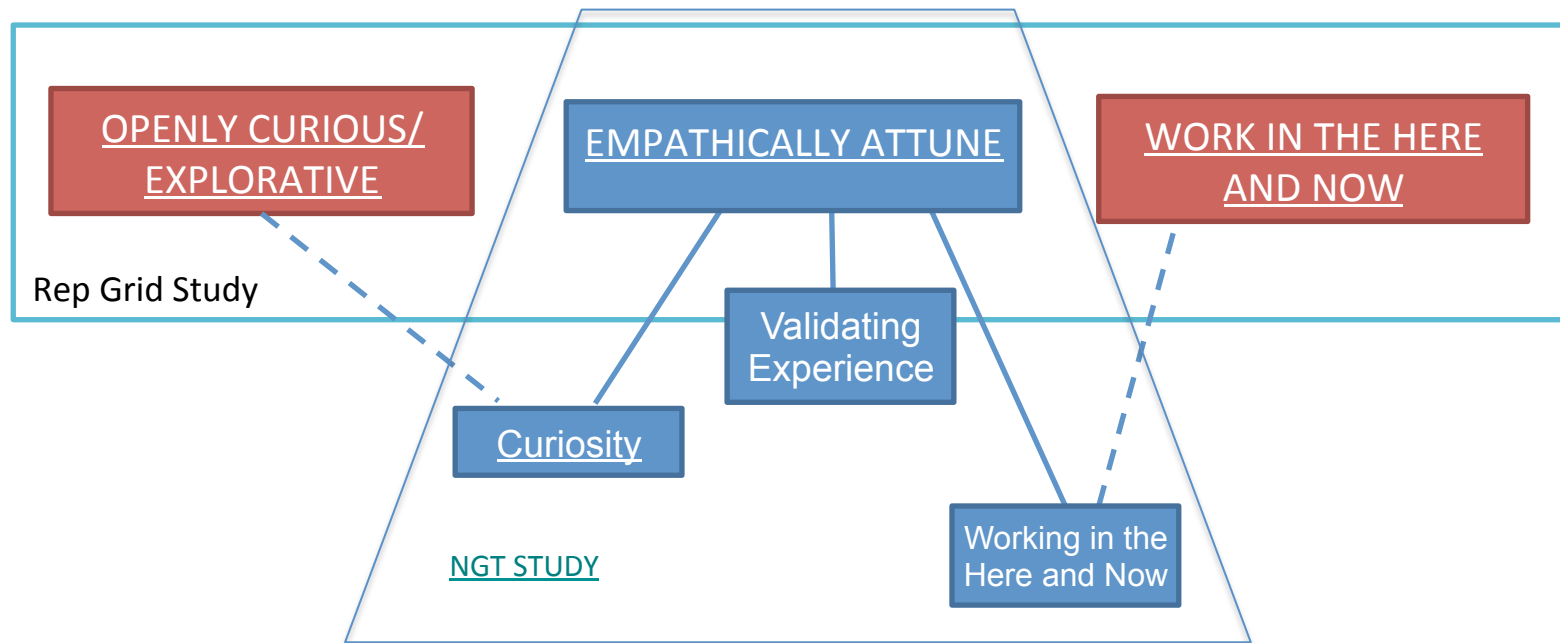 OPENLY CURIOUS/
EXPLORATIVE
EMPATHICALLY ATTUNE
WORK IN THE HERE
AND NOW
Rep Grid Study
Validating
Experience
Curiosity
Working in the
Here and Now
NGT STUDY